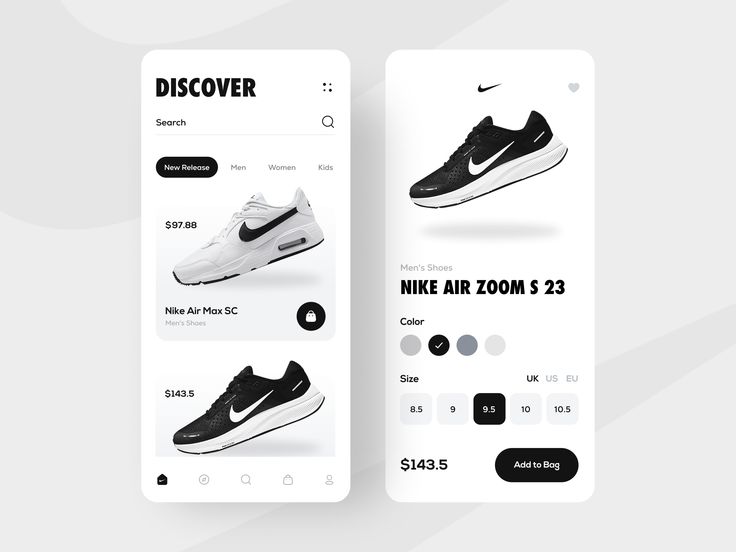 DISCOVER
Search
New Release Men Women Kids
$97.88
Nike Air Max SC
Men's Shoes
$143.5
Men's Shoes
NIKE AIR ZOOM S 23
Color
Size UK US EU
8.5 9 9.5 10 10.5
$143.5 Add to Bag